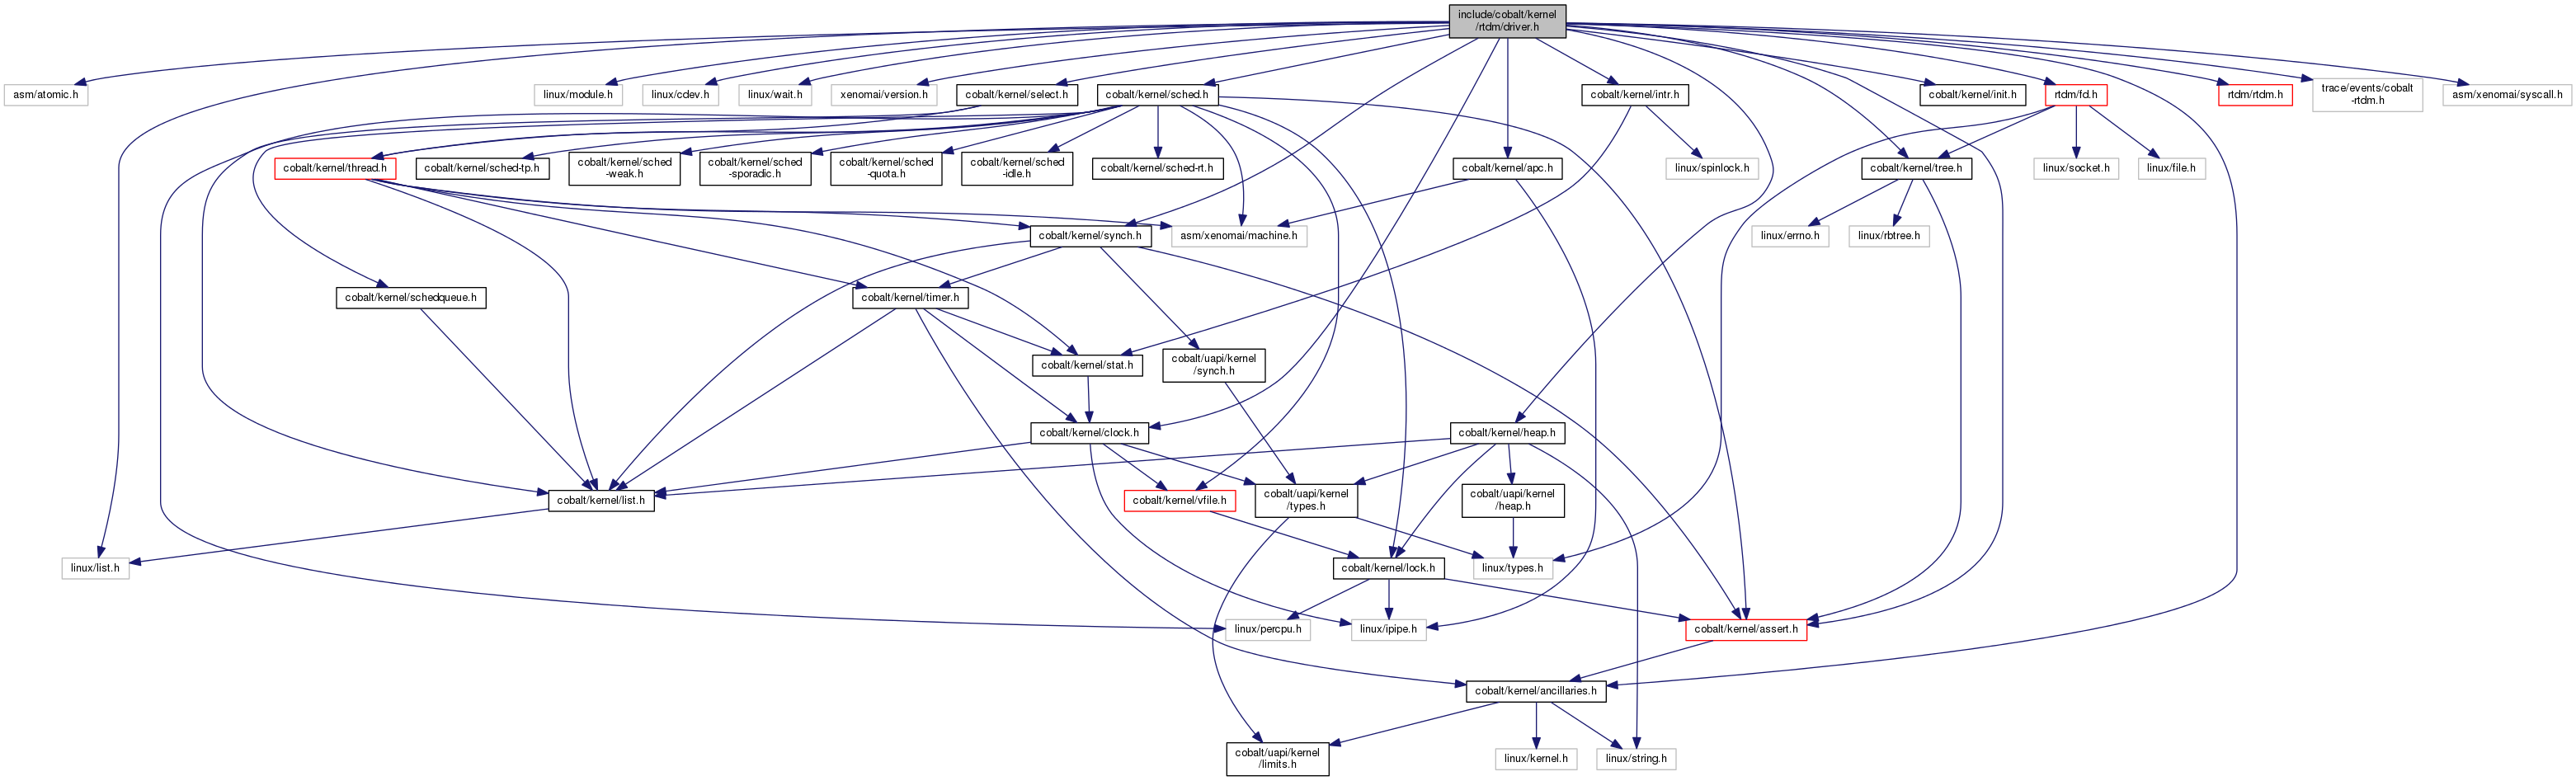 include/cobalt/kernel
/rtdm/driver.h
asm/atomic.h
linux/module.h
linux/cdev.h
linux/wait.h
xenomai/version.h
cobalt/kernel/select.h
cobalt/kernel/sched.h
cobalt/kernel/intr.h
cobalt/kernel/init.h
rtdm/fd.h
rtdm/rtdm.h
trace/events/cobalt
-rtdm.h
asm/xenomai/syscall.h
cobalt/kernel/thread.h
cobalt/kernel/sched-tp.h
cobalt/kernel/sched
-weak.h
cobalt/kernel/sched
-sporadic.h
cobalt/kernel/sched
-quota.h
cobalt/kernel/sched
-idle.h
cobalt/kernel/sched-rt.h
cobalt/kernel/apc.h
linux/spinlock.h
cobalt/kernel/tree.h
linux/socket.h
linux/file.h
cobalt/kernel/synch.h
asm/xenomai/machine.h
linux/errno.h
linux/rbtree.h
cobalt/kernel/schedqueue.h
cobalt/kernel/timer.h
cobalt/kernel/stat.h
cobalt/uapi/kernel
/synch.h
cobalt/kernel/clock.h
cobalt/kernel/heap.h
cobalt/kernel/list.h
cobalt/kernel/vfile.h
cobalt/uapi/kernel
/types.h
cobalt/uapi/kernel
/heap.h
linux/list.h
cobalt/kernel/lock.h
linux/types.h
linux/percpu.h
linux/ipipe.h
cobalt/kernel/assert.h
cobalt/kernel/ancillaries.h
cobalt/uapi/kernel
/limits.h
linux/kernel.h
linux/string.h